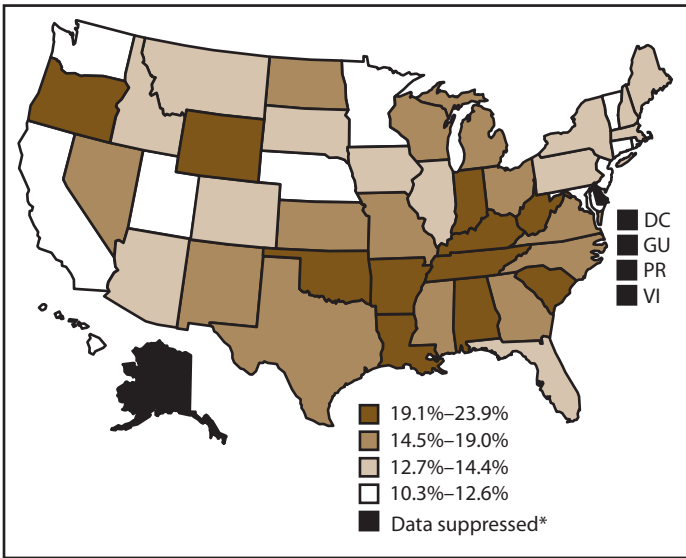 DC
GU
PR
VI
19.1%–23.9%
14.5%–19.0%
12.7%–14.4%
10.3%–12.6%
Data suppressed*